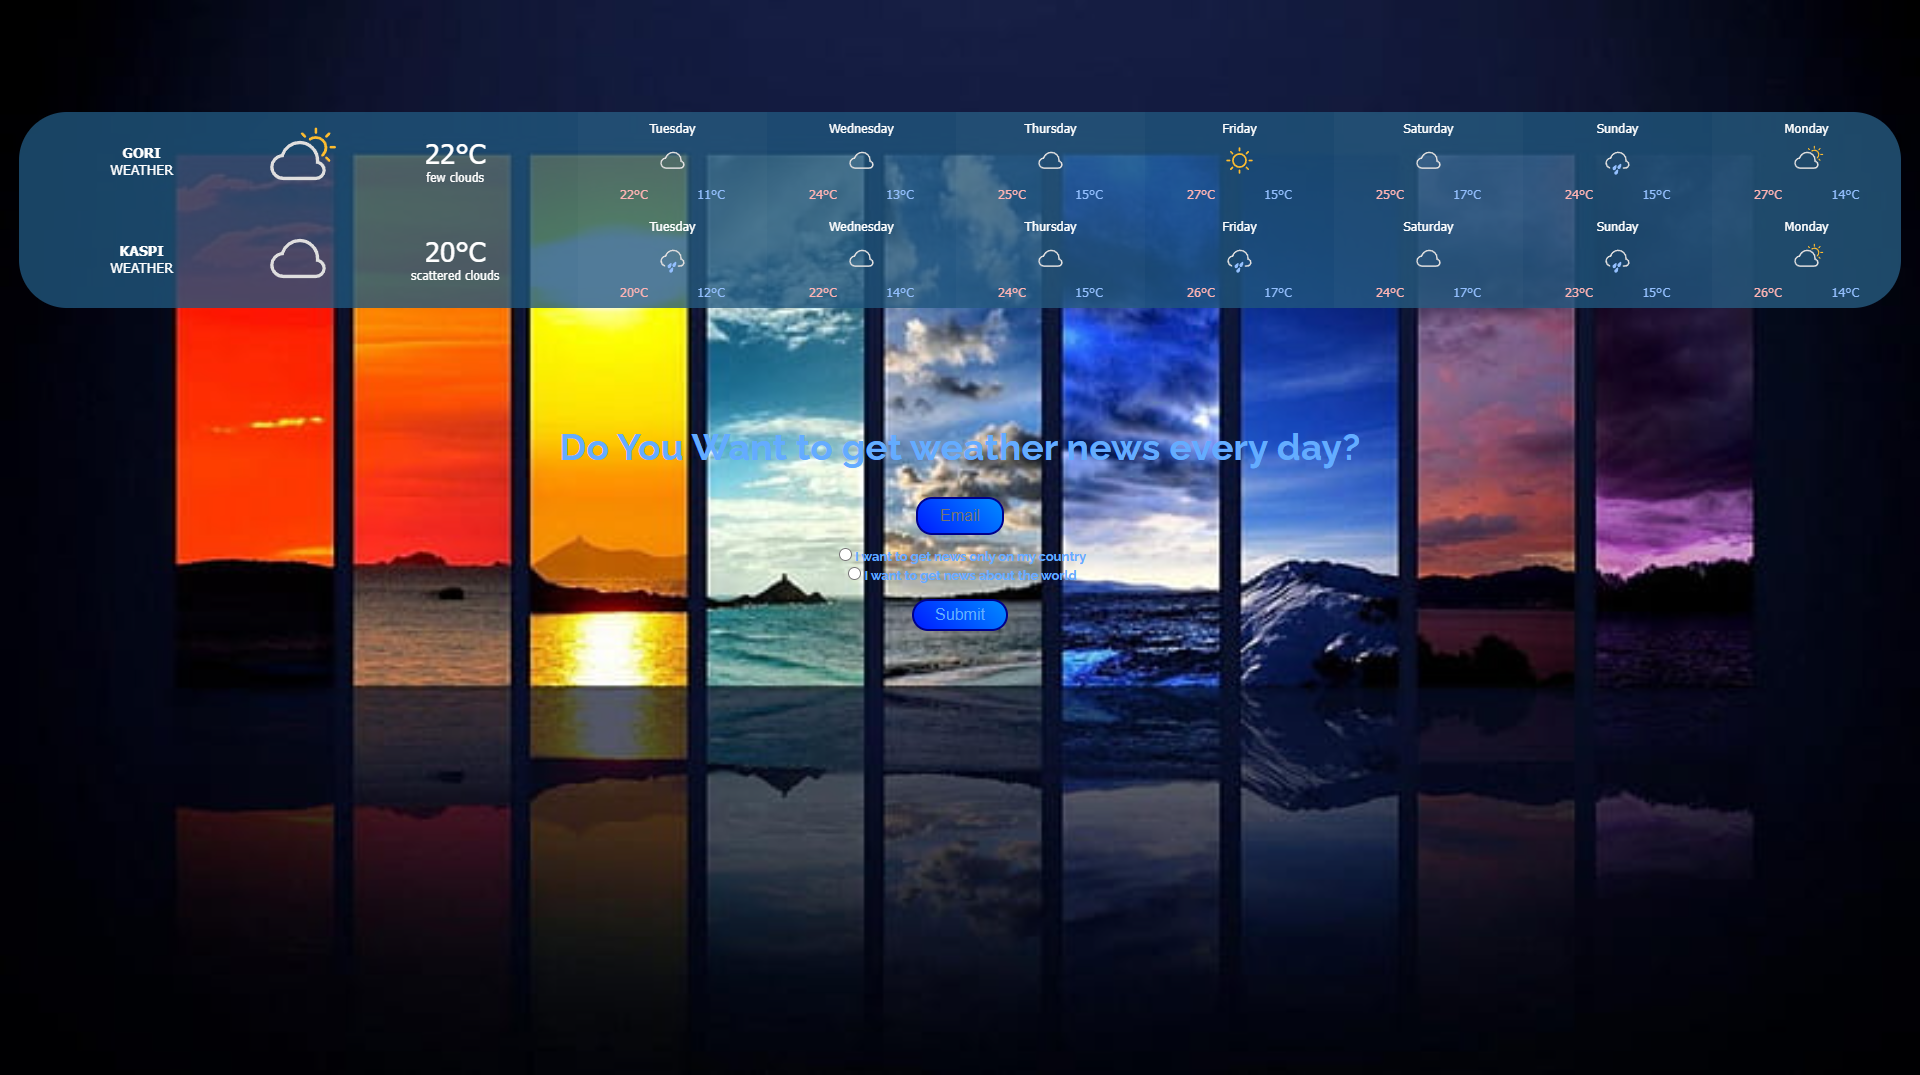 GORI
WEATHER
22°C
few clouds
Tuesday Wednesday Thursday Friday Saturday Sunday Monday
22°C 11°C 24°C 13°C 25°C 15°C 27°C 15°C 25°C 17°C 24°C 15°C 27°C 14°C
KASPI
WEATHER
20°C
scattered clouds
Tuesday Wednesday Thursday Friday Saturday Sunday Monday
20°C 12°C 22°C 14°C 24°C 15°C 26°C 17°C 24°C 17°C 23°C 15°C 26°C 14°C
Do You Want to get weather news every day?
Email
I want to get news only on my country
I want to get news about the world
Submit